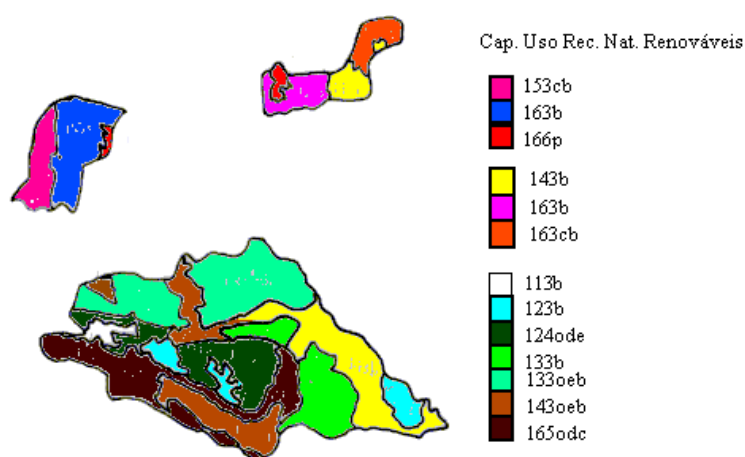 Cap. Uso Rec. Nat. Renováveis
153cb
163b
166p
143b
163b
163cb
113b
123b
124ode
133b
133oeb
143oeb
165odc